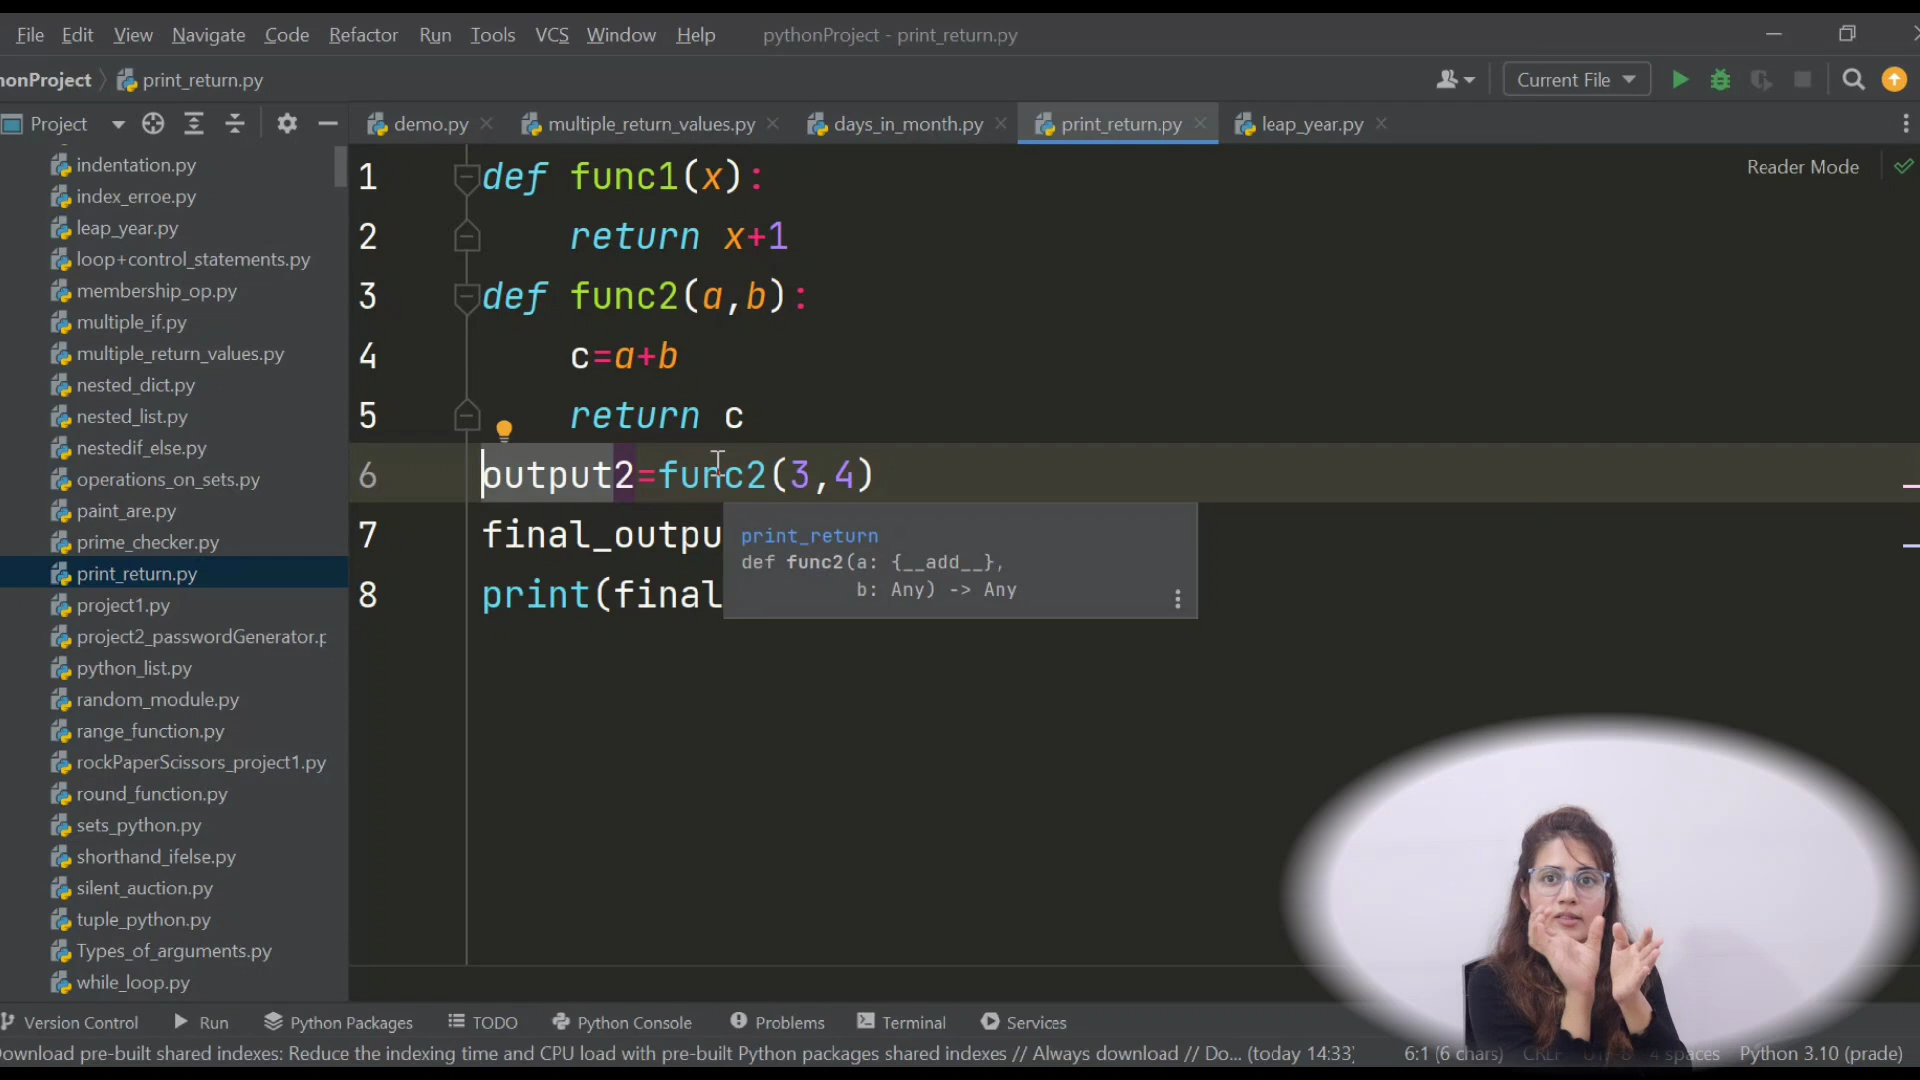 File Edit View Navigate Code Refactor Run Tools VCS Window Help pythonProject - print_return.py
honProject print_return.py Current File
Project demo.py multiple_return_values.py days_in_month.py print_return.py leap_year.py
Reader Mode
indentation.py
index_erroe.py
leap_year.py
loop+control_statements.py
membership_op.py
multiple_if.py
multiple_return_values.py
nested_dict.py
nested_list.py
nestedif_else.py
operations_on_sets.py
paint_are.py
prime_checker.py
print_return.py
project1.py
project2_passwordGenerator.p
python_list.py
random_module.py
range_function.py
rockPaperScissors_project1.py
round_function.py
sets_python.py
shorthand_ifelse.py
silent_auction.py
tuple_python.py
Types_of_arguments.py
while_loop.py
1 def func1(x):
2 return x+1
3 def func2(a,b):
4 c=a+b
5 return c
6 output2=func2(3,4)
7 final_outpu
8 print(final
print_return
def func2(a: {__add__},
b: Any) -> Any
Version Control Run Python Packages TODO Python Console Problems Terminal Services
Download pre-built shared indexes: Reduce the indexing time and CPU load with pre-built Python packages shared indexes // Always download // Do... (today 14:33) 6:1 (6 chars) CRLF UTF-8 4 spaces Python 3.10 (prade)